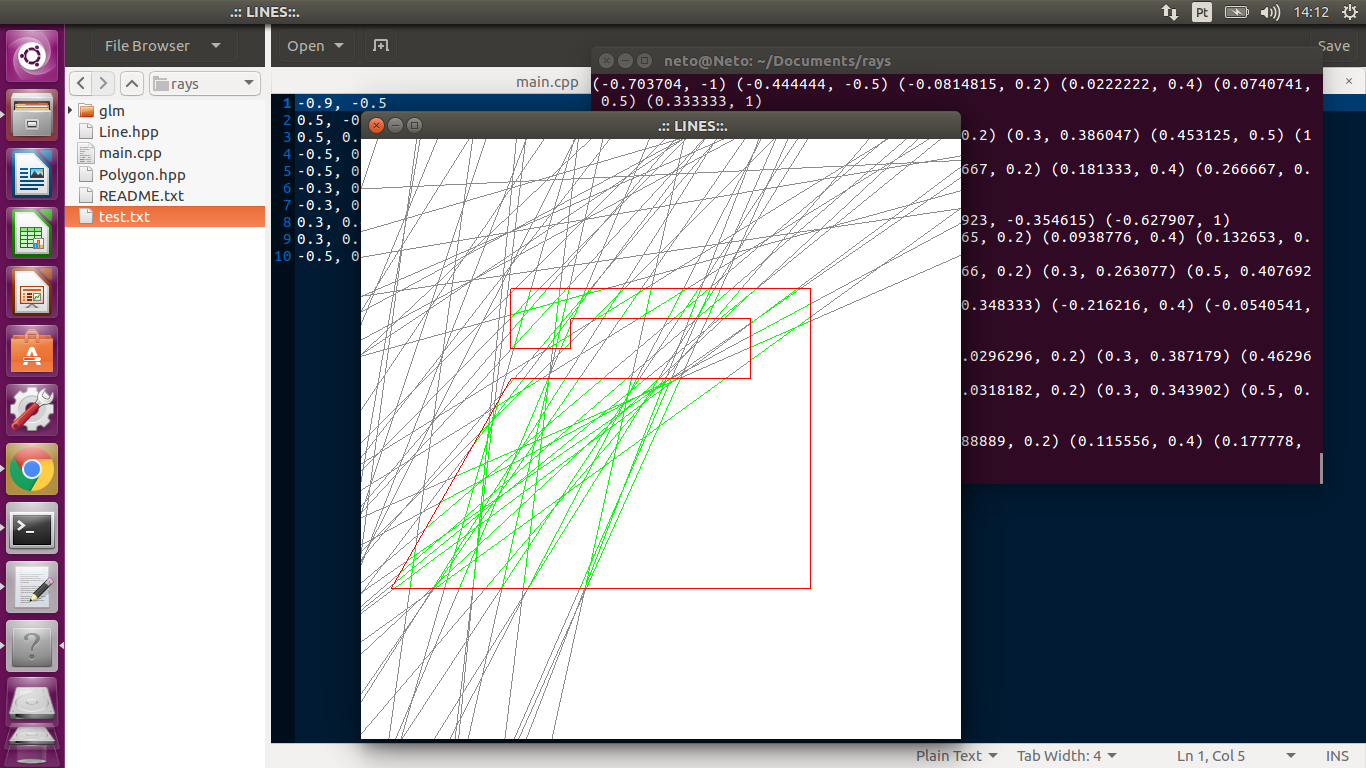 .:: LINES::.
Pt
14:12
File Browser
Open
Save
neto@Neto: ~/Documents/rays
rays
main.cpp
×
glm
Line.hpp
main.cpp
Polygon.hpp
README.txt
test.txt
1 -0.9, -0.5
2 0.5, -0
3 0.5, 0.
4 -0.5, 0
5 -0.5, 0
6 -0.3, 0
7 -0.3, 0
8 0.3, 0.
9 0.3, 0.
10 -0.5, 0
(-0.703704, -1) (-0.444444, -0.5) (-0.0814815, 0.2) (0.0222222, 0.4) (0.0740741,
0.5) (0.333333, 1)
.:: LINES::.
0.2) (0.3, 0.386047) (0.453125, 0.5) (1
667, 0.2) (0.181333, 0.4) (0.266667, 0.
923, -0.354615) (-0.627907, 1)
65, 0.2) (0.0938776, 0.4) (0.132653, 0.
66, 0.2) (0.3, 0.263077) (0.5, 0.407692
0.348333) (-0.216216, 0.4) (-0.0540541,
.0296296, 0.2) (0.3, 0.387179) (0.46296
.0318182, 0.2) (0.3, 0.343902) (0.5, 0.
88889, 0.2) (0.115556, 0.4) (0.177778,
Plain Text
Tab Width: 4
Ln 1, Col 5
INS